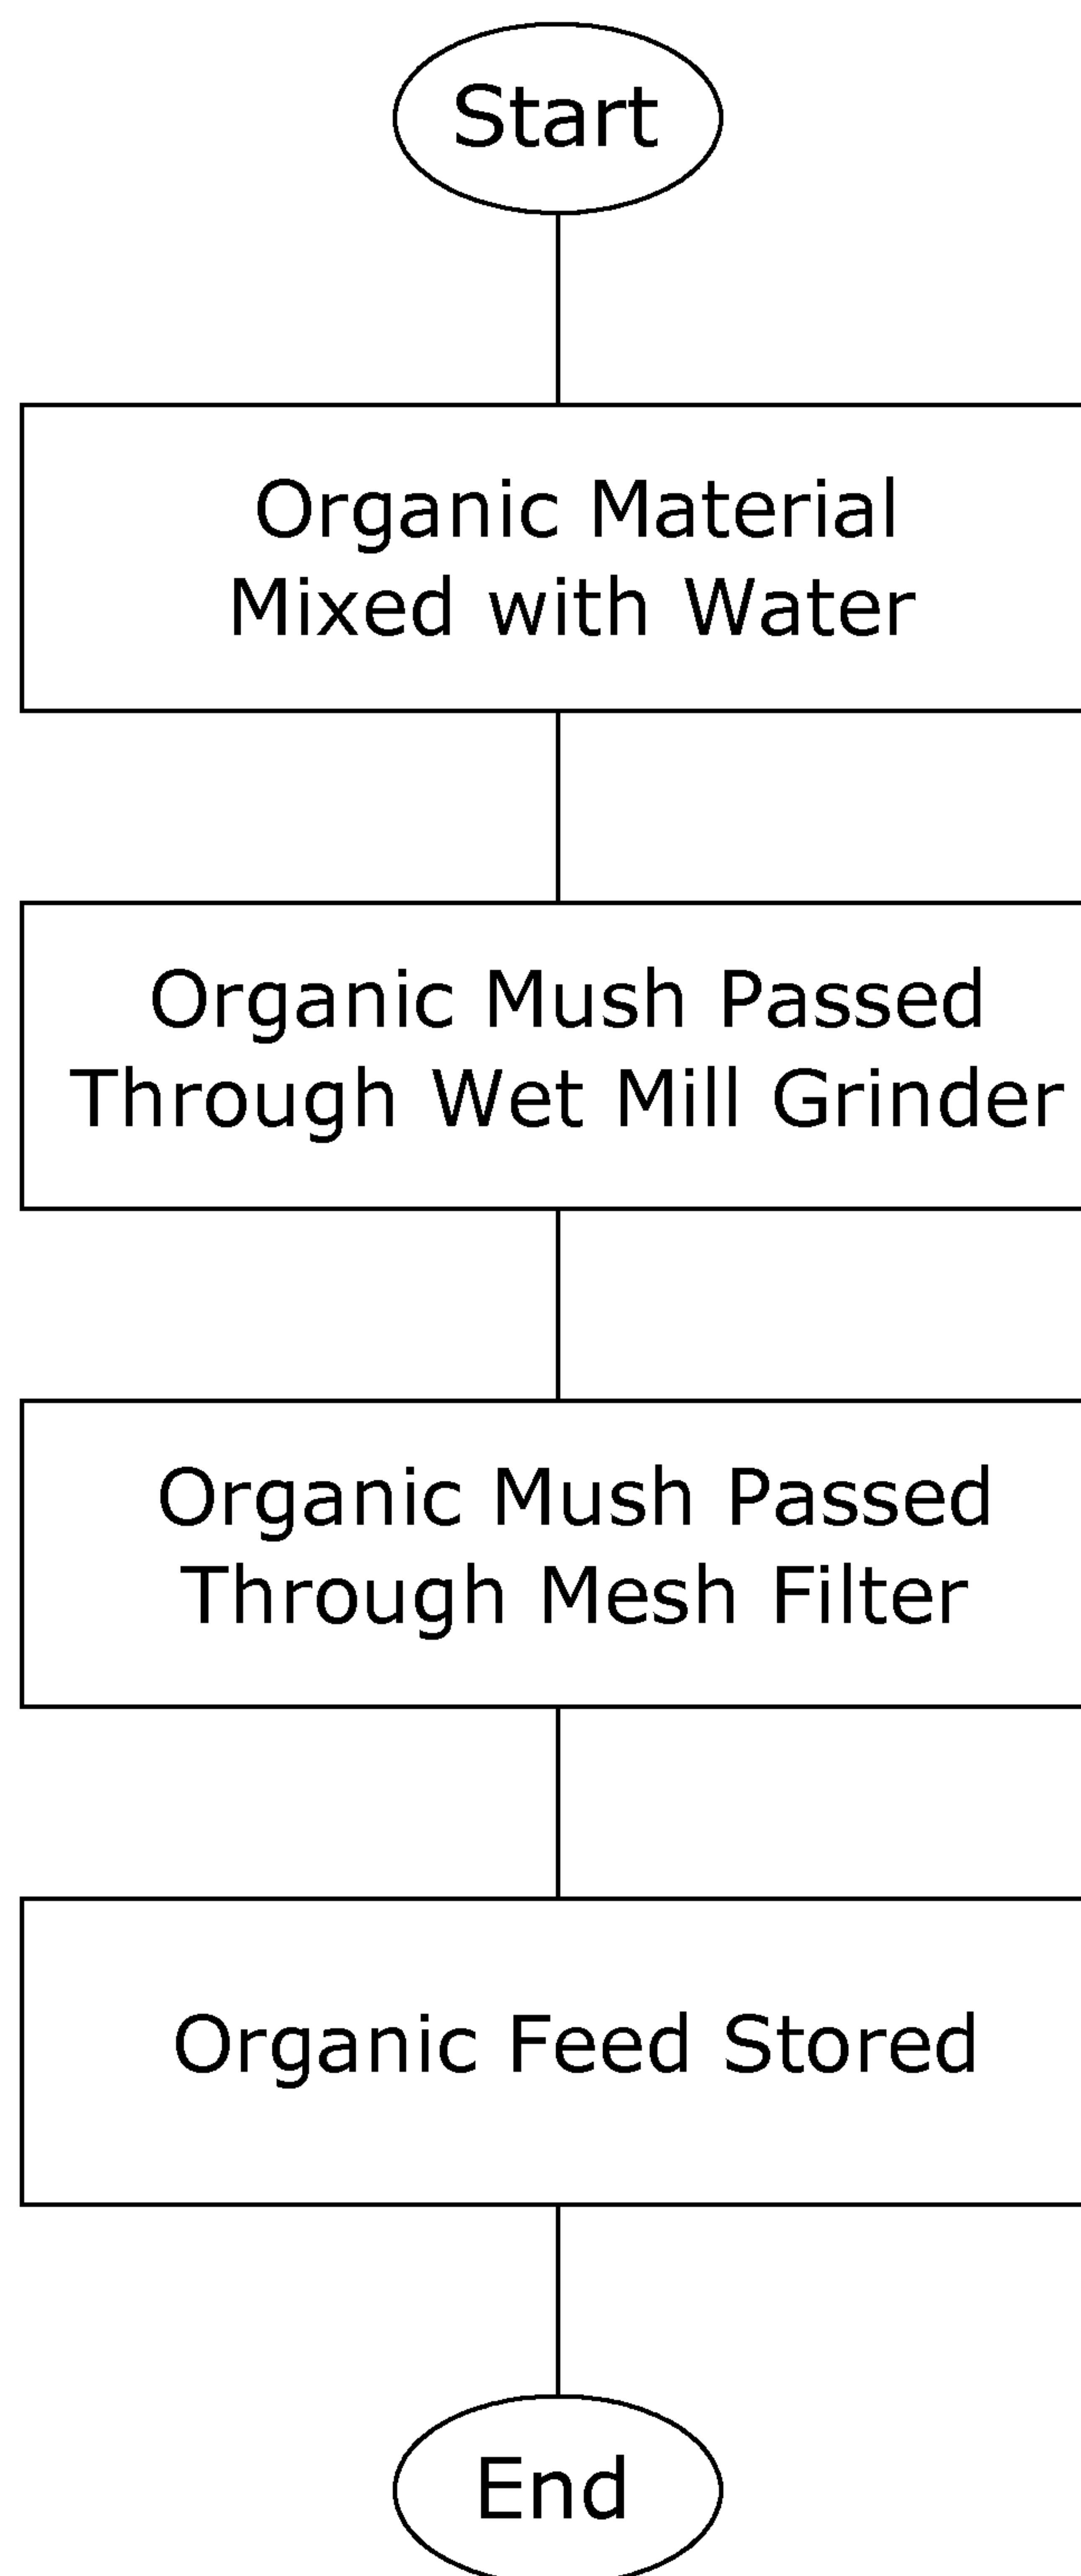 Start
Organic Material
Mixed with Water
Organic Mush Passed
Through Wet Mill Grinder
Organic Mush Passed
Through Mesh Filter
Organic Feed Stored
End